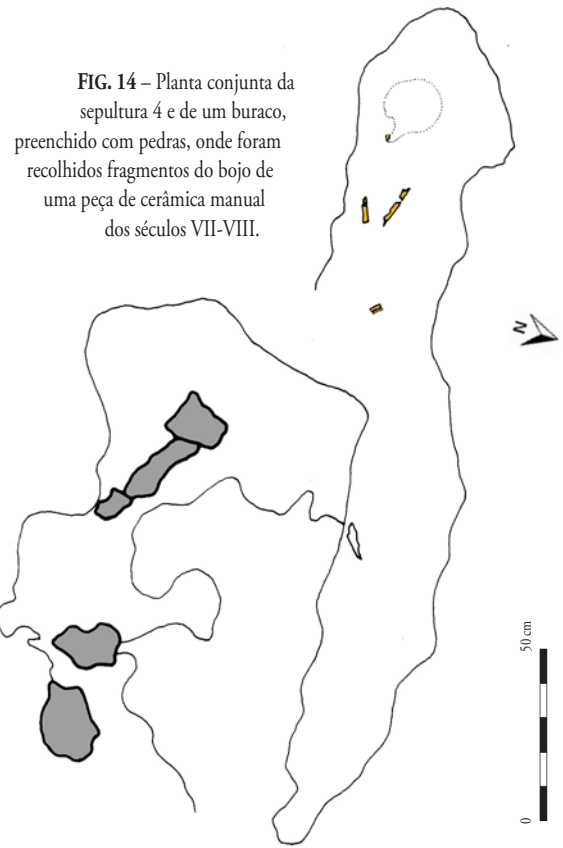 FIG. 14 – Planta conjunta da
sepultura 4 e de um buraco,
preenchido com pedras, onde foram
recolhidos fragmentos do bojo de
uma peça de cerâmica manual
dos séculos VII-VIII.
N
50 cm
0